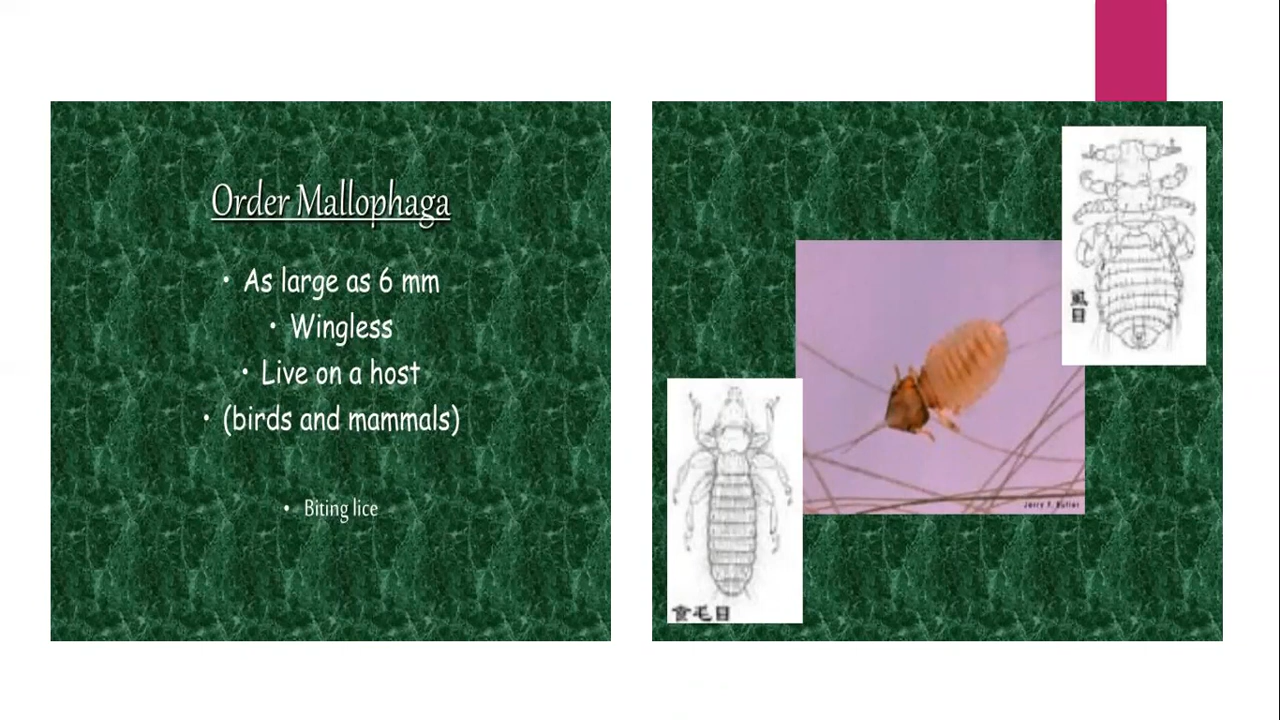 Order Mallophaga
• As large as 6 mm
• Wingless
• Live on a host
• (birds and mammals)
• Biting lice
虱目
Jerry F. Butler
食毛目